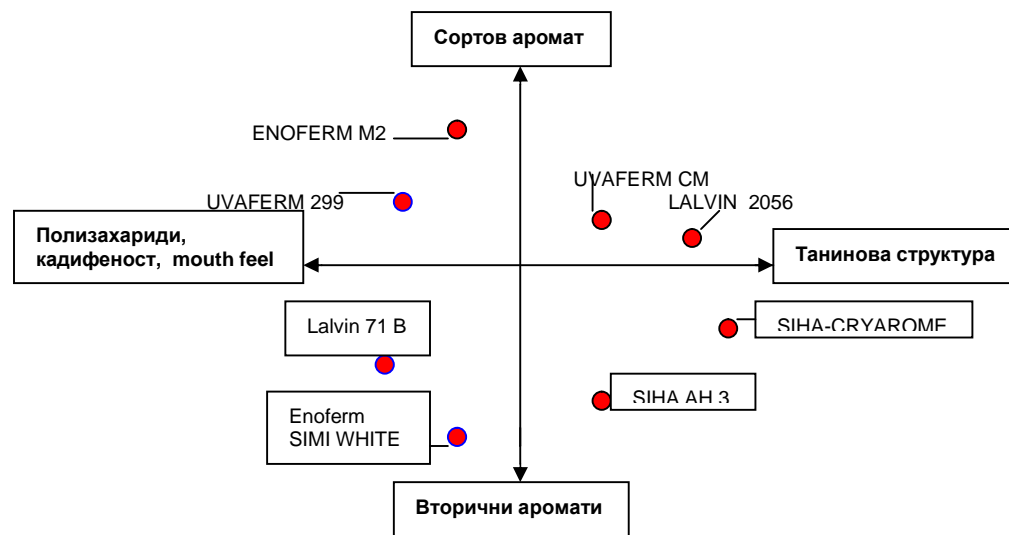 Сортов аромат
ENOFERM M2
UVAFERM CM
UVAFERM 299
LALVIN 2056
Полизахариди,
кадифеност, mouth feel
Танинова структура
Lalvin 71 B
SIHA-CRYAROME
SIHA AH 3
Enoferm
SIMI WHITE
Вторични аромати